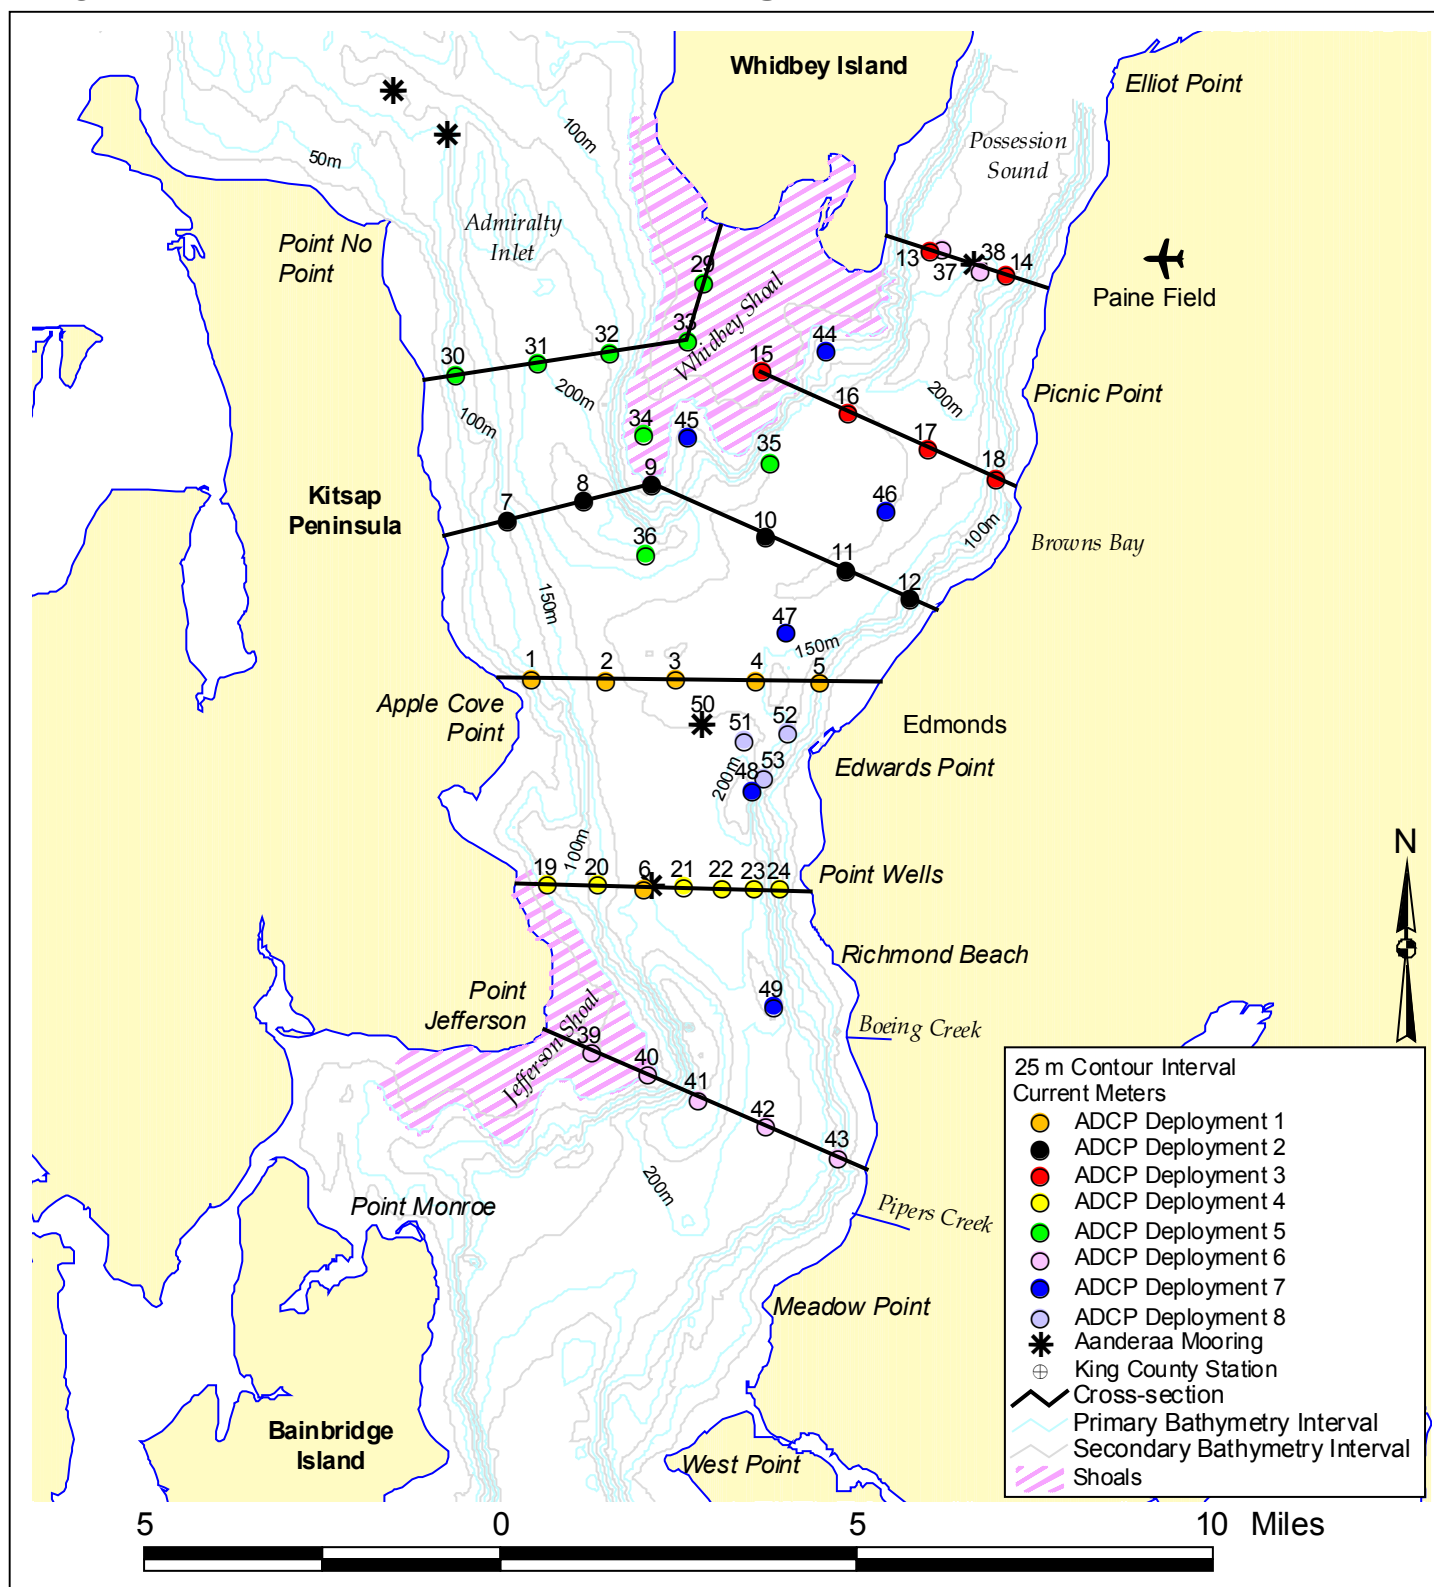 Whidbey Island
Elliot Point
Possession
Sound
100m
50m
Admiralty
Inlet
Point No
Point
13
37
38
14
Paine Field
29
33
Whidbey Shoal
32
31
30
44
15
16
17
18
200m
Picnic Point
200m
100m
34
45
35
46
100m
Browns Bay
Kitsap
Peninsula
7
8
9
10
11
12
36
150m
47
150m
1
2
3
4
5
Apple Cove
Point
50
51
52
53
48
200m
Edmonds
Edwards Point
100m
19
20
6
21
22
23
24
Point Wells
N
Richmond Beach
Point
Jefferson
Jefferson Shoal
49
Boeing Creek
39
40
41
42
43
200m
Point Monroe
Pipers Creek
Meadow Point
Bainbridge
Island
West Point
25 m Contour Interval
Current Meters
ADCP Deployment 1
ADCP Deployment 2
ADCP Deployment 3
ADCP Deployment 4
ADCP Deployment 5
ADCP Deployment 6
ADCP Deployment 7
ADCP Deployment 8
Aanderaa Mooring
King County Station
Cross-section
Primary Bathymetry Interval
Secondary Bathymetry Interval
Shoals
5 0 5 10 Miles